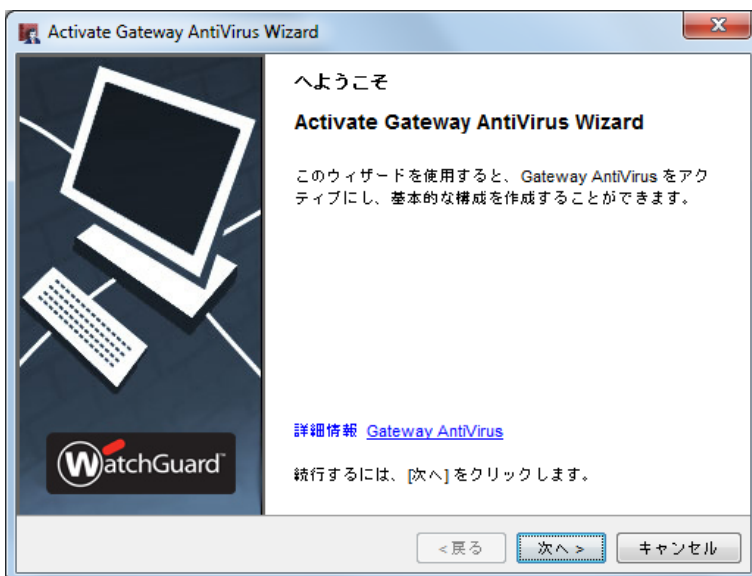 Activate Gateway AntiVirus Wizard
X
へようこそ
Activate Gateway AntiVirus Wizard
このウィザードを使用すると、Gateway AntiVirus をアク
ティブにし、基本的な構成を作成することができます。
詳細情報 Gateway AntiVirus
続行するには、[次へ] をクリックします。
WatchGuard™
<戻る
次へ >
キャンセル